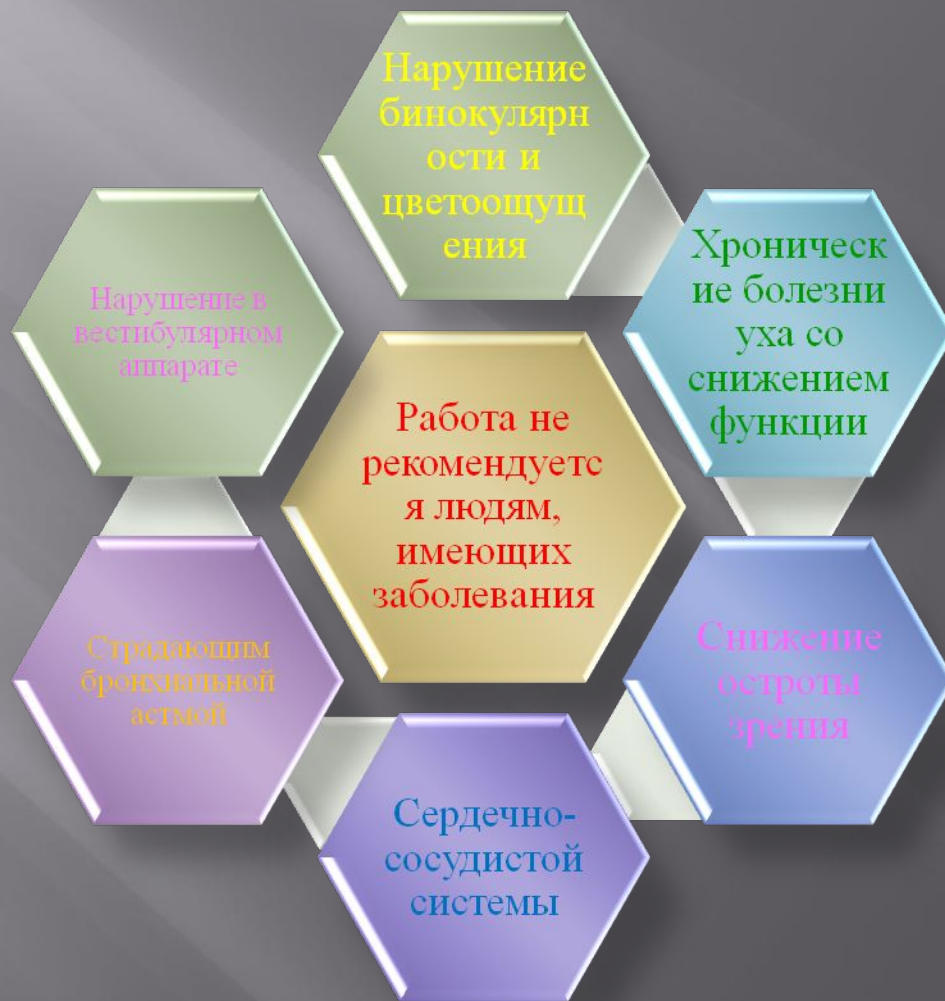 Нарушение
бинокулярн
ости и
цветоощущ
ения
Хроническ
ие болезни
уха со
снижением
функции
Нарушение в
вестибулярном
аппарате
Работа не
рекомендуетс
я людям,
имеющих
заболевания
Снижение
остроты
зрения
Страдающим
бронхиальной
астмой
Сердечно-
сосудистой
системы